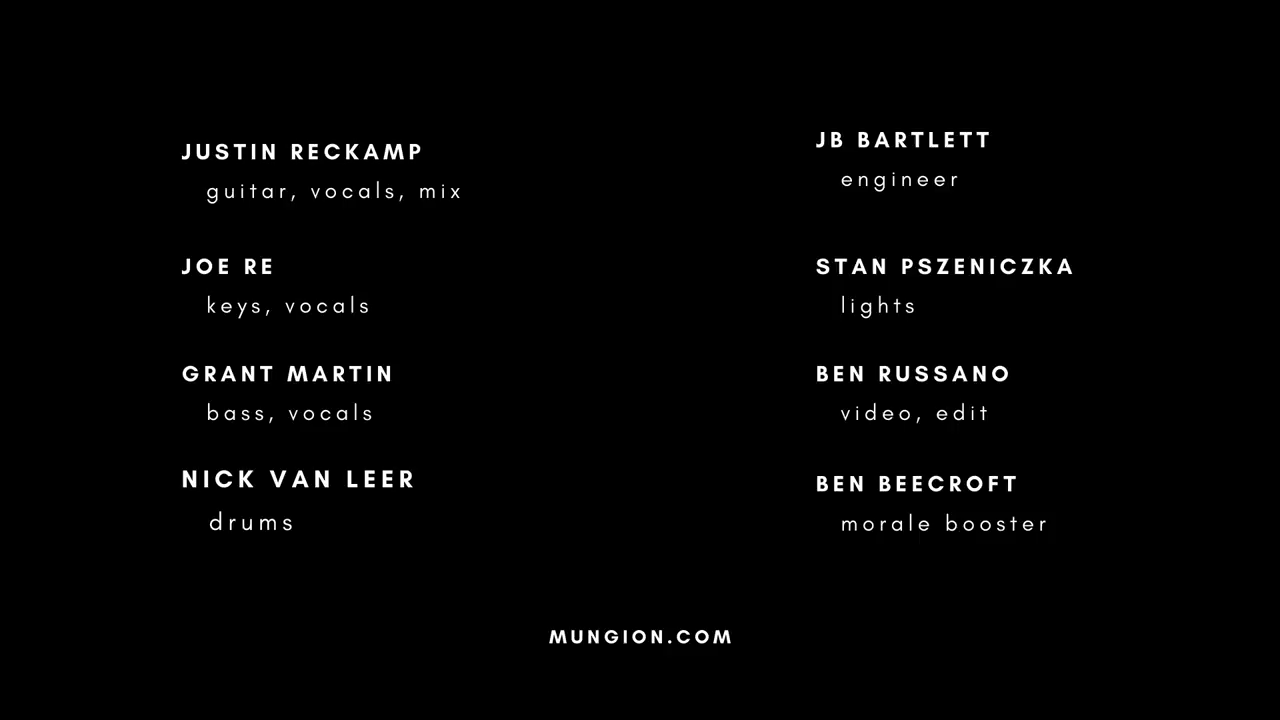 JUSTIN RECKAMP
guitar, vocals, mix
JOE RE
keys, vocals
GRANT MARTIN
bass, vocals
NICK VAN LEER
drums
JB BARTLETT
engineer
STAN PSZENICZKA
lights
BEN RUSSANO
video, edit
BEN BEECROFT
morale booster
MUNGION.COM